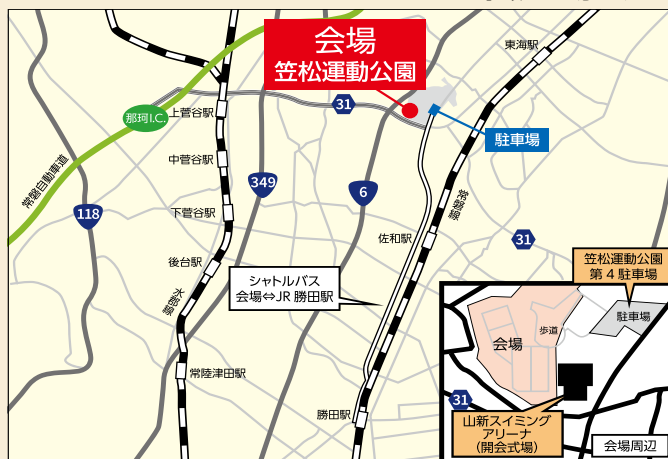 会場
笠松運動公園
東海駅
31
那珂I.C.
上菅谷駅
駐車場
中菅谷駅
常磐自動車道
349
6
常磐線
118
下菅谷駅
佐和駅
31
後台駅
シャトルバス
会場⇔JR 勝田駅
水郡線
常陸津田駅
勝田駅
笠松運動公園
第4駐車場
駐車場
歩道
会場
31
山新スイミング
アリーナ
(開会式場)
会場周辺